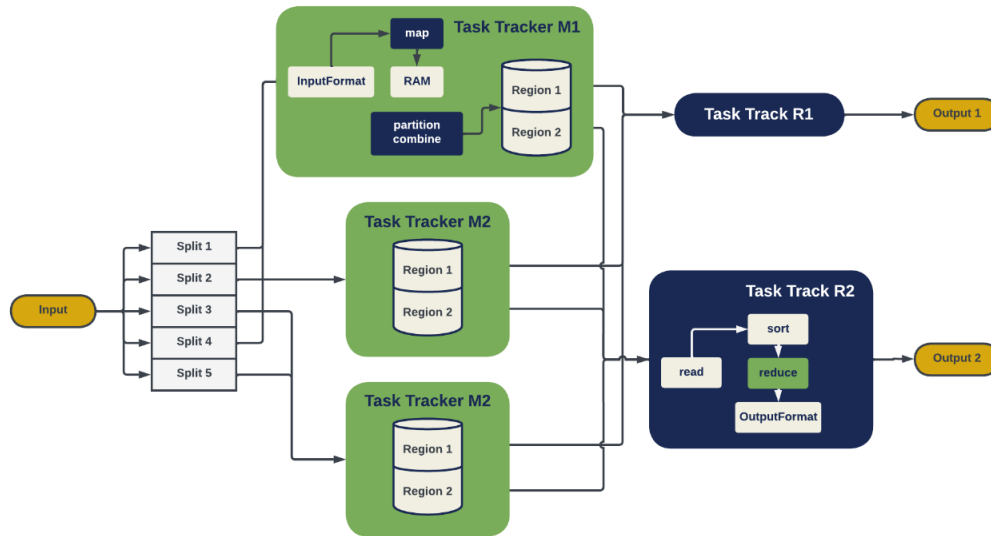 Task Tracker M1
map
InputFormat
RAM
partition
combine
Region 1
Region 2
Task Track R1
Output 1
Input
Split 1
Split 2
Split 3
Split 4
Split 5
Task Tracker M2
Region 1
Region 2
Task Tracker M2
Region 1
Region 2
Task Track R2
sort
read
reduce
OutputFormat
Output 2